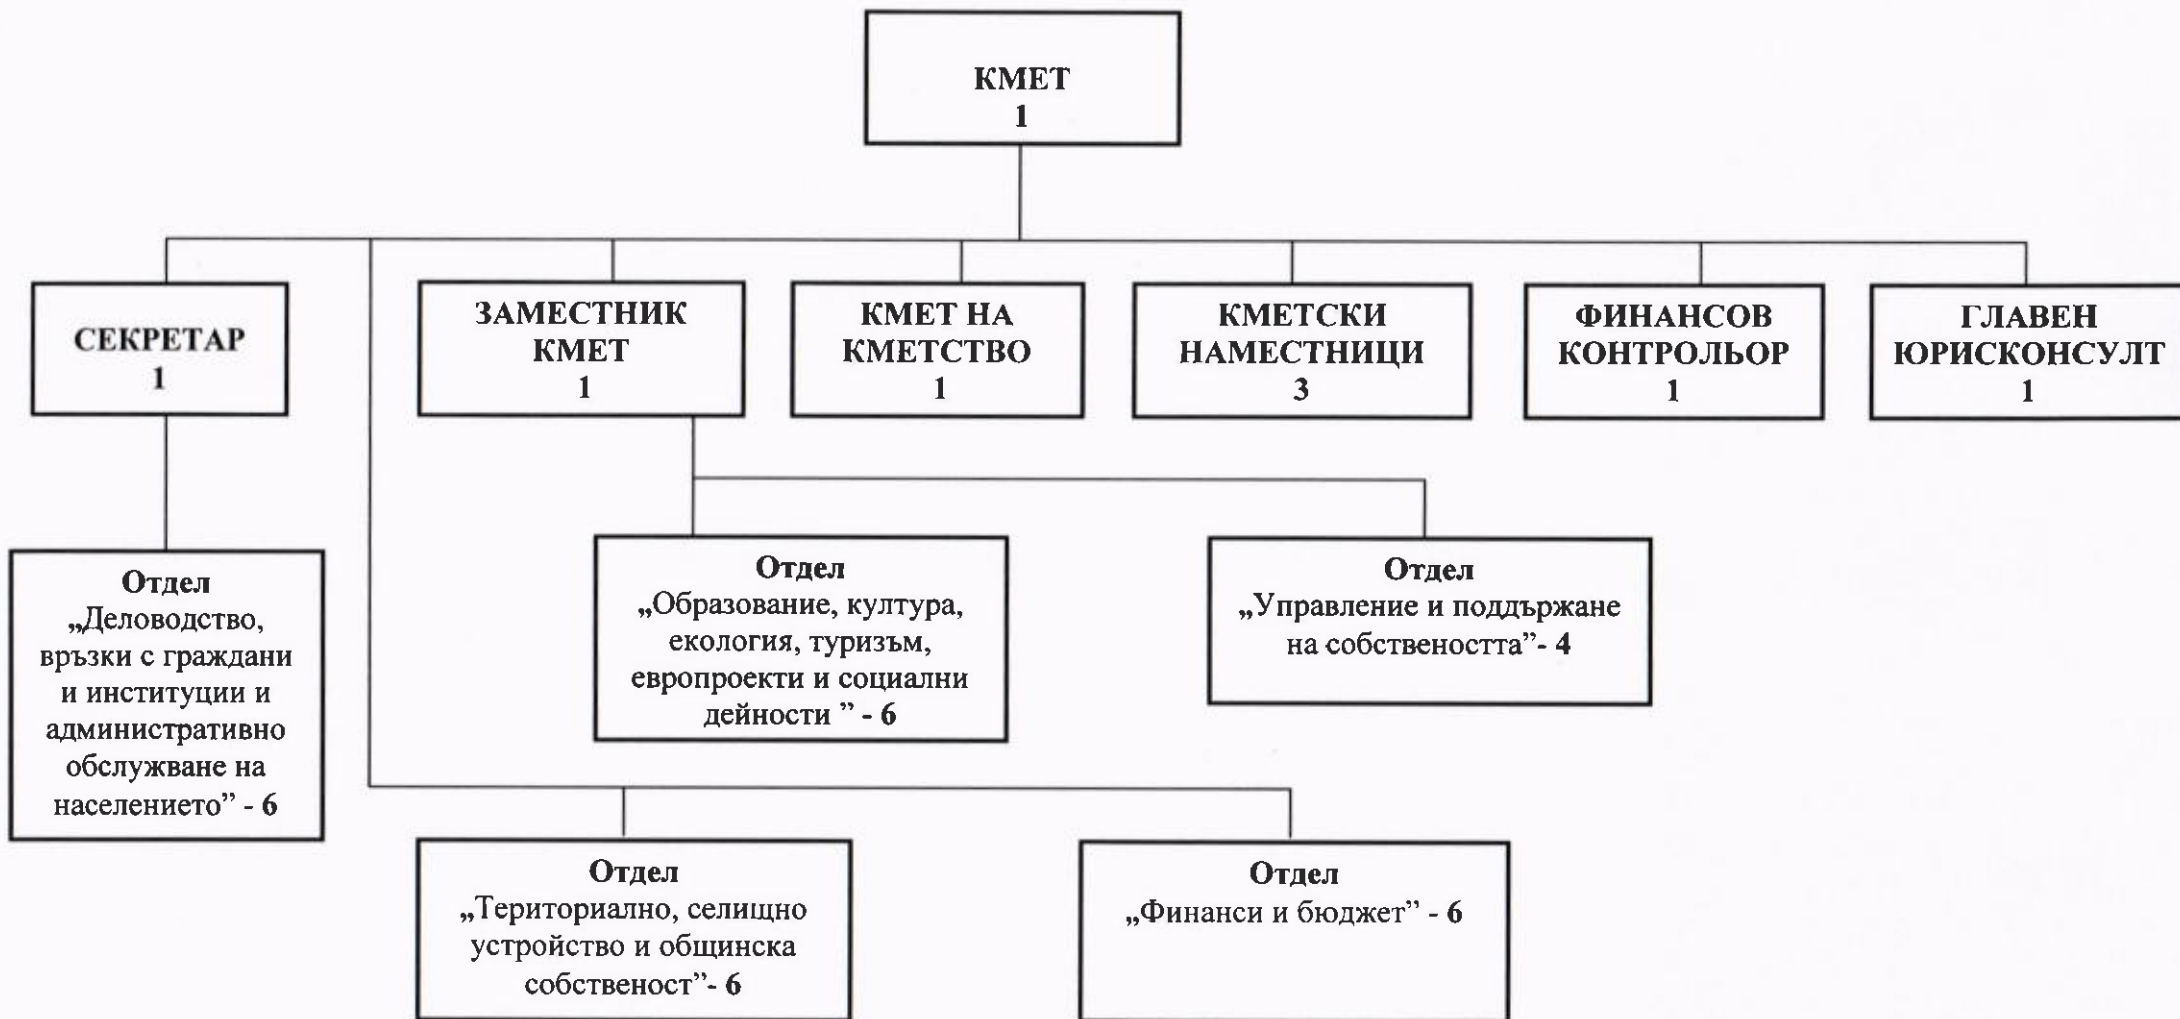 КМЕТ
1
СЕКРЕТАР
1
ЗАМЕСТНИК
КМЕТ
1
КМЕТ НА
КМЕТСТВО
1
КМЕТСКИ
НАМЕСТНИЦИ
3
ФИНАНСОВ
КОНТРОЛЬОР
1
ГЛАВЕН
ЮРИСКОНСУЛТ
1
Отдел
„Деловодство,
връзки с граждани
и институции и
административно
обслужване на
населението” - 6
Отдел
„Образование, култура,
екология, туризъм,
европроекти и социални
дейности ” - 6
Отдел
„Управление и поддържане
на собствеността”- 4
Отдел
„Териториално, селищно
устройство и общинска
собственост”- 6
Отдел
„Финанси и бюджет” - 6